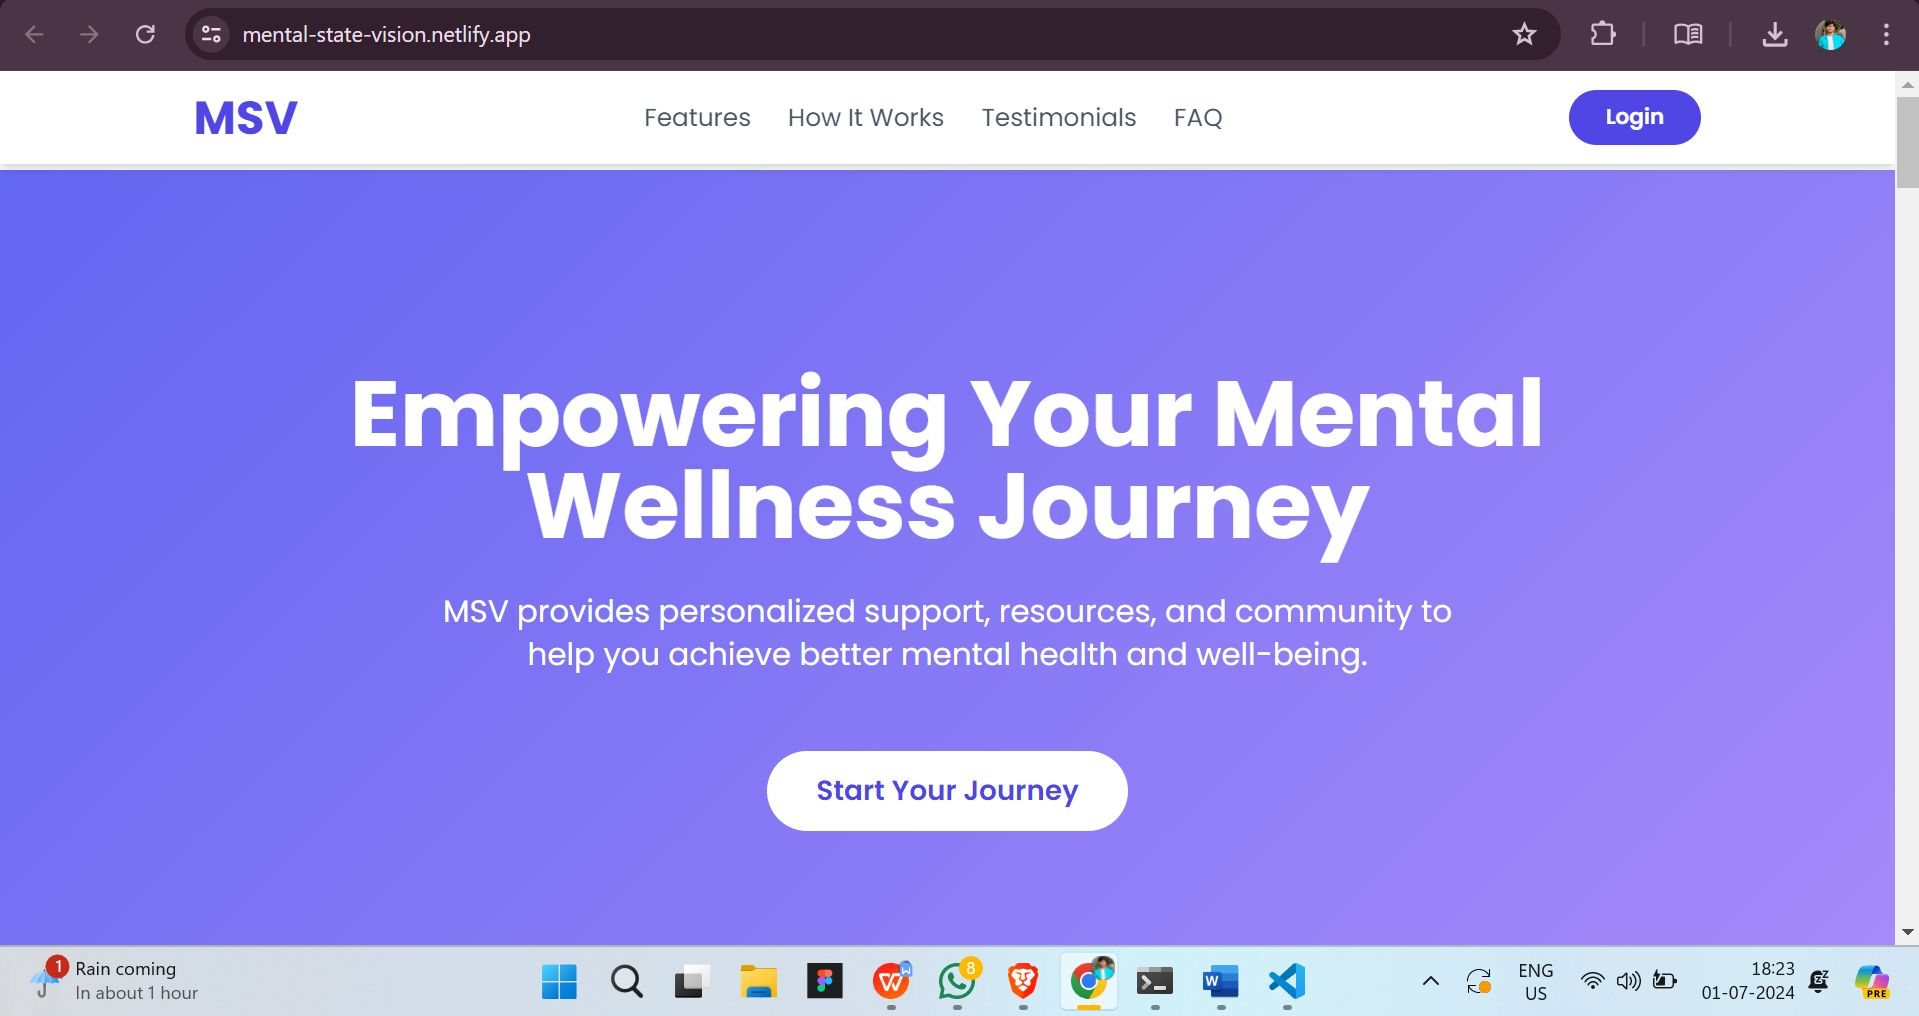 mental-state-vision.netlify.app
MSV
Features
How It Works
Testimonials
FAQ
Login
Empowering Your Mental
Wellness Journey
MSV provides personalized support, resources, and community to
help you achieve better mental health and well-being.
Start Your Journey
1
Rain coming
In about 1 hour
W
8
W
ENG
US
18:23
01-07-2024
PRE